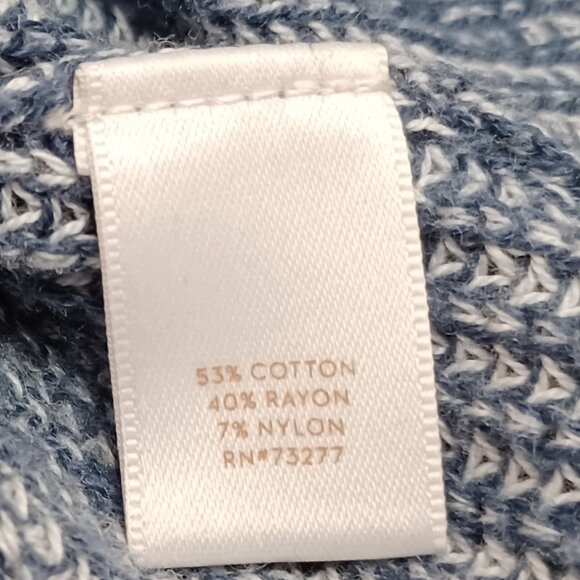 53% COTTON
40% RAYON
7% NYLON
RN#73277